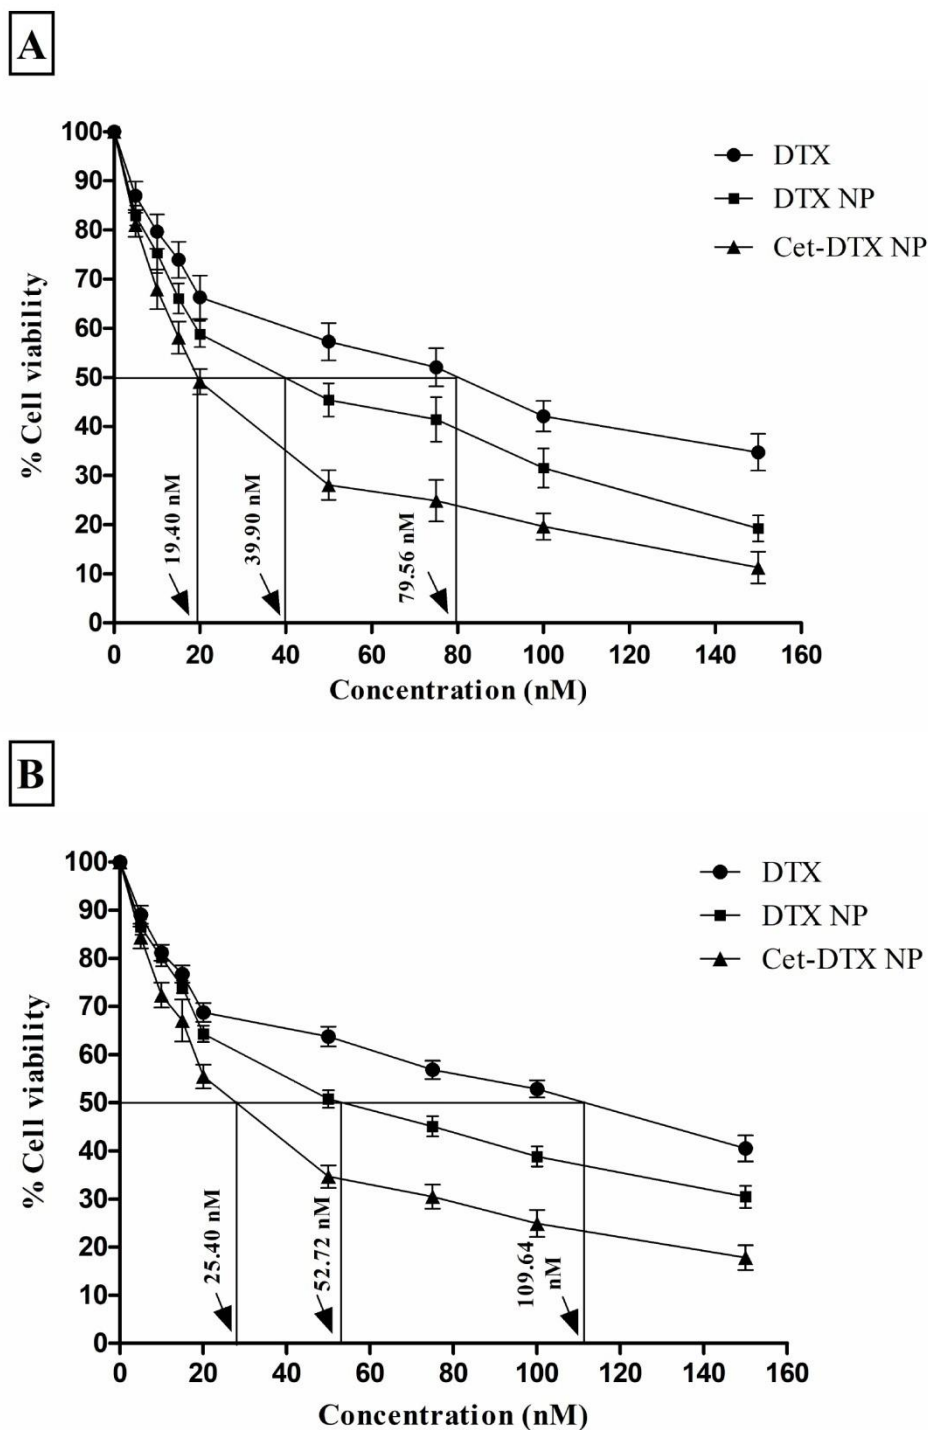 A
100
90
80
70
60
50
40
30
20
10
0
% Cell viability
DTX
DTX NP
Cet-DTX NP
19.40 nM
39.90 nM
79.56 nM
0 20 40 60 80 100 120 140 160
Concentration (nM)
B
100
90
80
70
60
50
40
30
20
10
0
% Cell viability
DTX
DTX NP
Cet-DTX NP
25.40 nM
52.72 nM
109.64
nM
0 20 40 60 80 100 120 140 160
Concentration (nM)